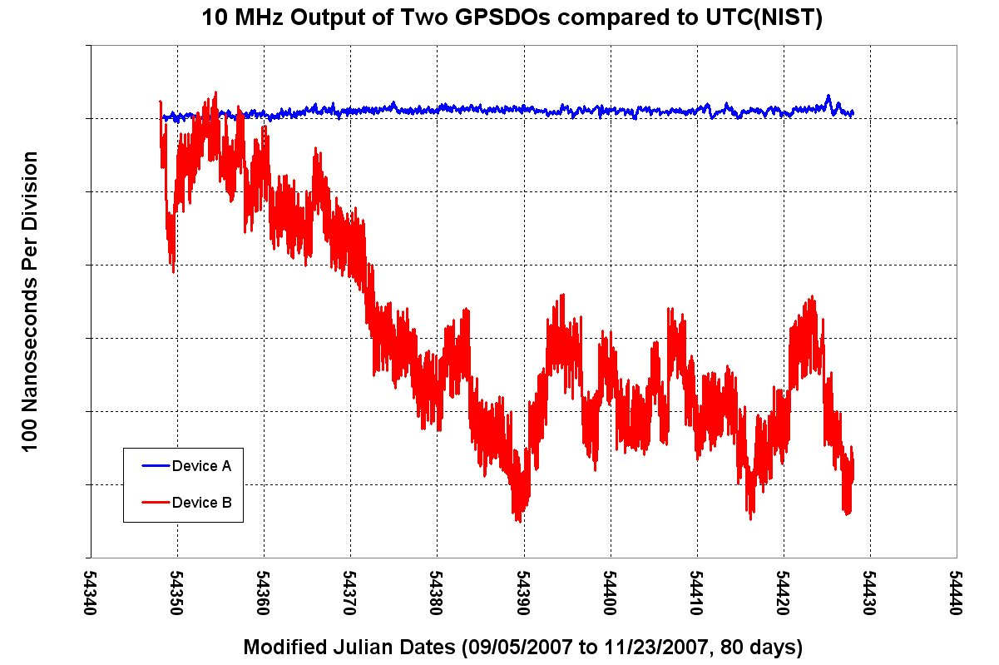 10 MHz Output of Two GPSDOs compared to UTC(NIST)
100 Nanoseconds Per Division
Device A
Device B
54340
54350
54360
54370
54380
54390
54400
54410
54420
54430
54440
Modified Julian Dates (09/05/2007 to 11/23/2007, 80 days)